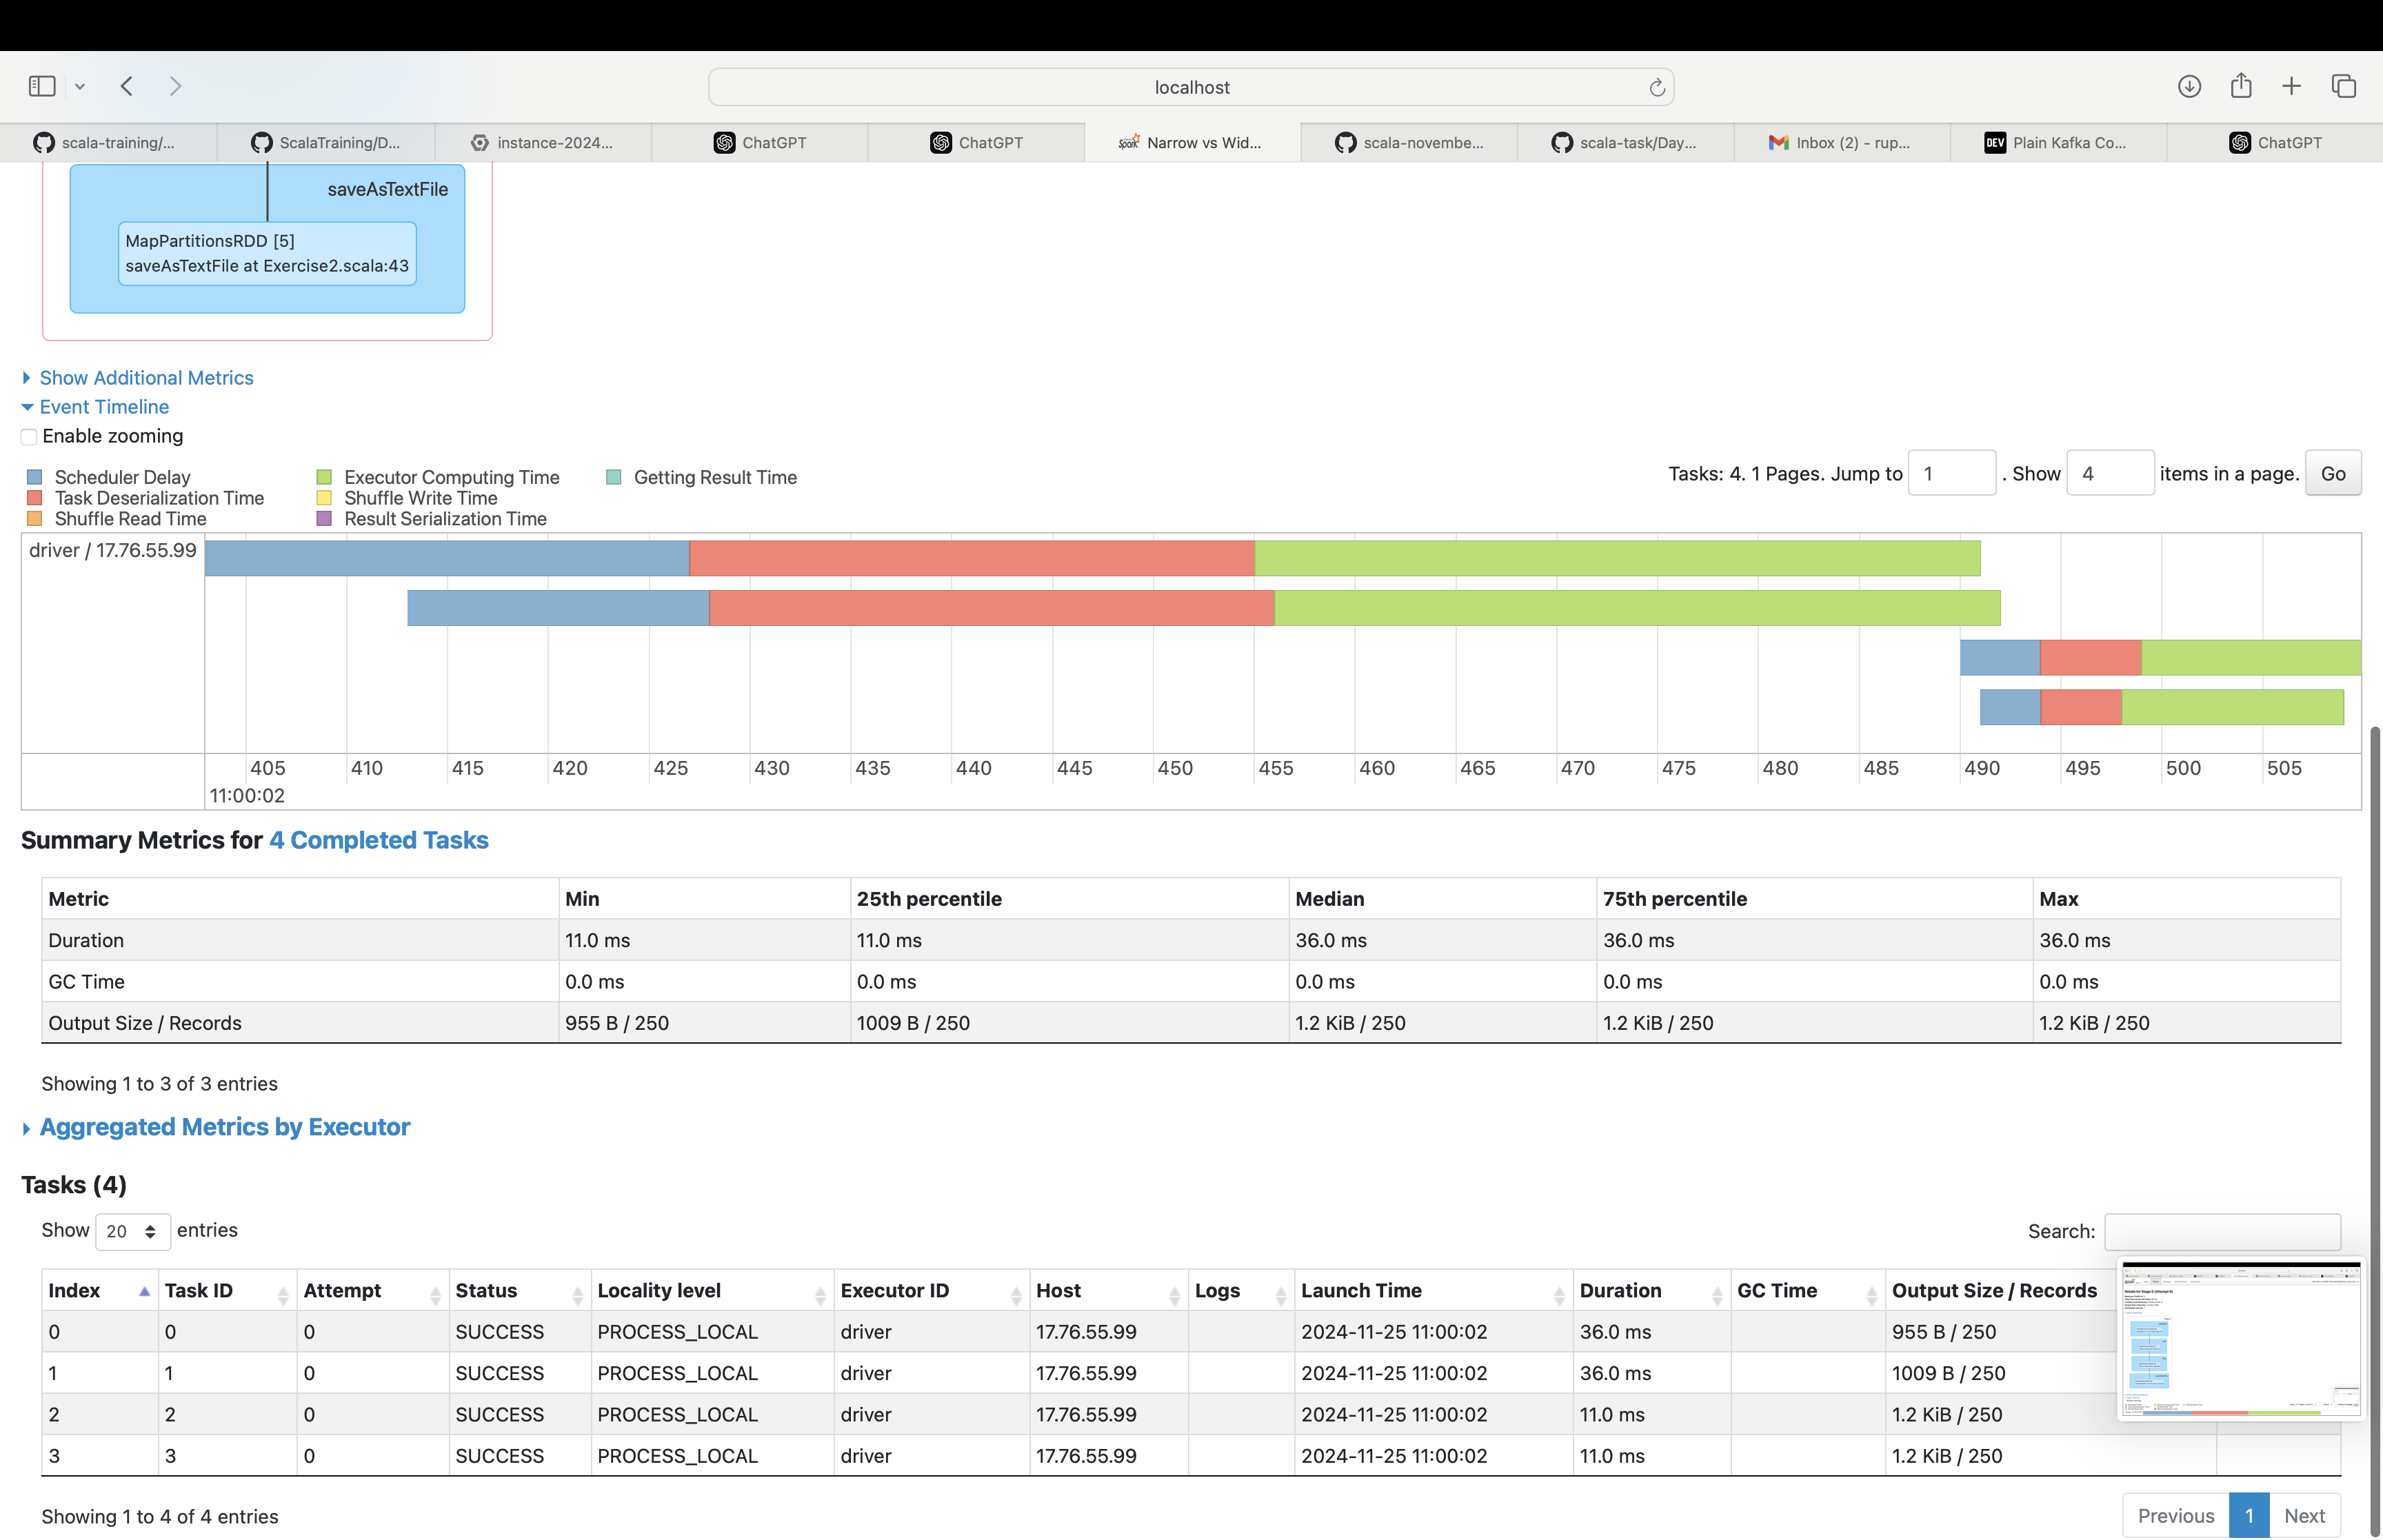 localhost
scala-training/...
ScalaTraining/D...
instance-2024...
ChatGPT
ChatGPT
Spark Narrow vs Wid...
scala-novembe...
scala-task/Day...
Inbox (2) - rup...
DEV Plain Kafka Co...
ChatGPT
saveAsTextFile
MapPartitionsRDD [5]
saveAsTextFile at Exercise2.scala:43
Show Additional Metrics
Event Timeline
Enable zooming
Scheduler Delay
Task Deserialization Time
Shuffle Read Time
Executor Computing Time
Shuffle Write Time
Result Serialization Time
Getting Result Time
Tasks: 4. 1 Pages. Jump to 1 . Show 4 items in a page. Go
driver / 17.76.55.99
405 410 415 420 425 430 435 440 445 450 455 460 465 470 475 480 485 490 495 500 505
11:00:02
Summary Metrics for 4 Completed Tasks
Metric Min 25th percentile Median 75th percentile Max
Duration 11.0 ms 11.0 ms 36.0 ms 36.0 ms 36.0 ms
GC Time 0.0 ms 0.0 ms 0.0 ms 0.0 ms 0.0 ms
Output Size / Records 955 B / 250 1009 B / 250 1.2 KiB / 250 1.2 KiB / 250 1.2 KiB / 250
Showing 1 to 3 of 3 entries
Aggregated Metrics by Executor
Tasks (4)
Show 20 entries
Search:
Index Task ID Attempt Status Locality level Executor ID Host Logs Launch Time Duration GC Time Output Size / Records
0 0 0 SUCCESS PROCESS_LOCAL driver 17.76.55.99 2024-11-25 11:00:02 36.0 ms 955 B / 250
1 1 0 SUCCESS PROCESS_LOCAL driver 17.76.55.99 2024-11-25 11:00:02 36.0 ms 1009 B / 250
2 2 0 SUCCESS PROCESS_LOCAL driver 17.76.55.99 2024-11-25 11:00:02 11.0 ms 1.2 KiB / 250
3 3 0 SUCCESS PROCESS_LOCAL driver 17.76.55.99 2024-11-25 11:00:02 11.0 ms 1.2 KiB / 250
Showing 1 to 4 of 4 entries
Previous 1 Next